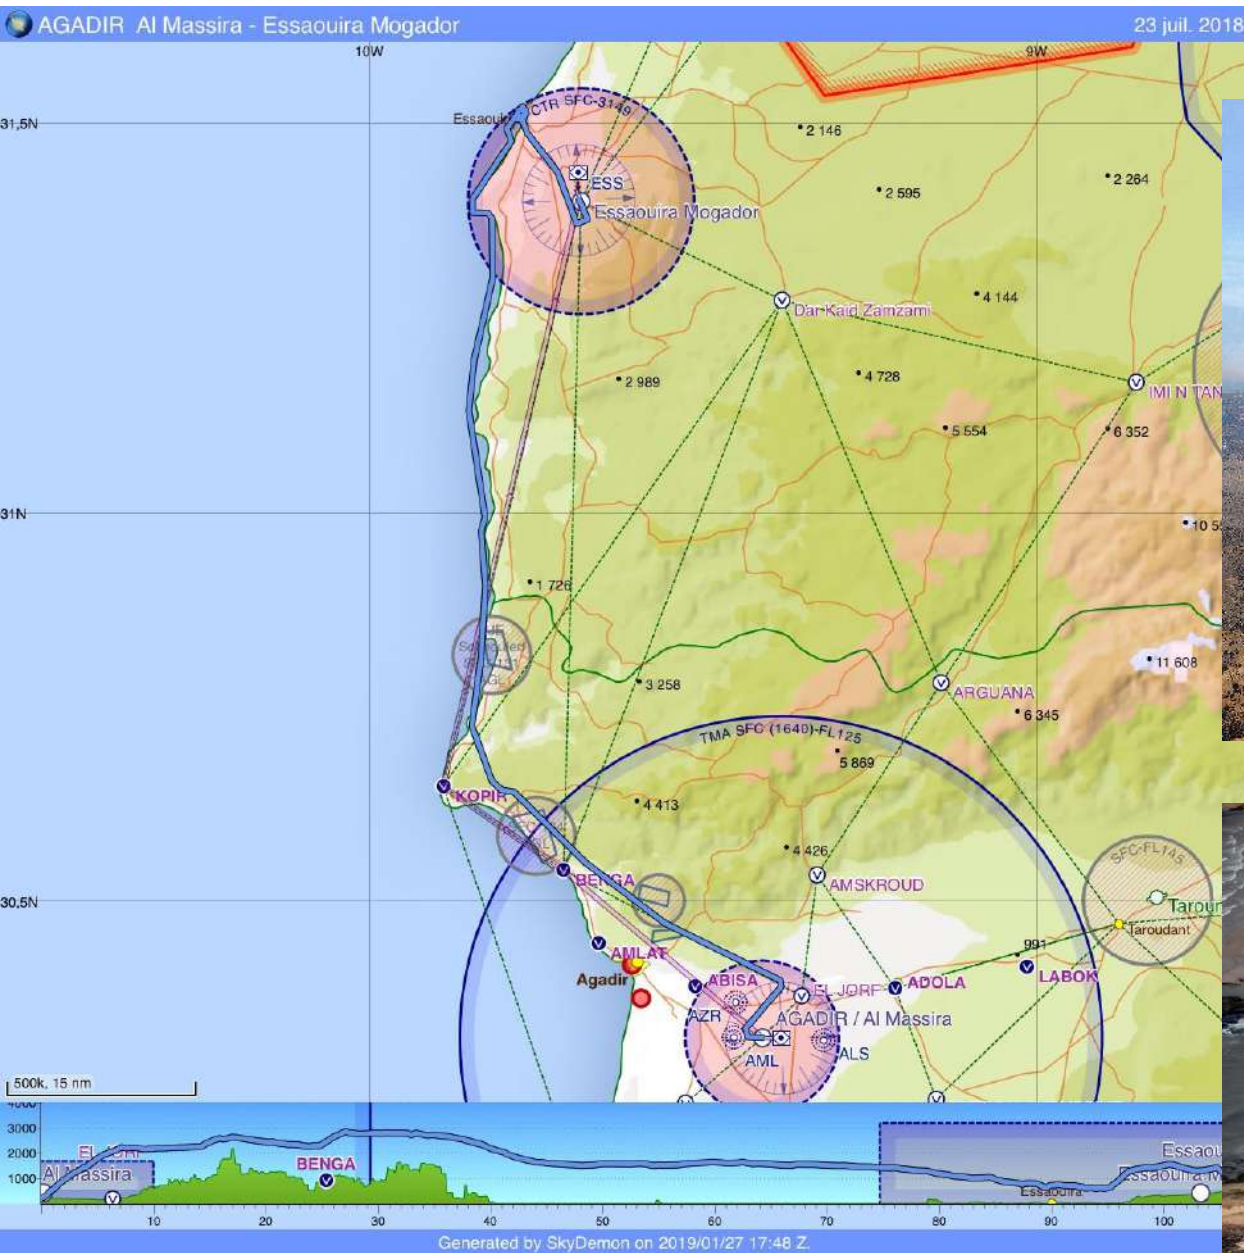 AGADIR Al Massira - Essaouira Mogador
23 juil. 2018
10W
9W
CTR SFC-3149
31,5N
2 146
ESS
2 595
2 264
Essaouira Mogador
4 144
Dar Kaid Zamzami
2 989
4 728
IMI N TAN
5 554
6 352
31N
1 726
11 608
3 258
ARGUANA
6 345
TMA SFC (1640)-FL125
5 869
KOPIR
4 413
4 426
BENGA
AMSKROUD
SFC-FL145
30,5N
Taroudant
991
AMLAT
LABOK
Agadir
ABISA
EL JORF
ADOLA
AZR
AGADIR / Al Massira
AML
ALS
500k, 15 nm
4000
3000
2000
1000
EL JORF
Al Massira
BENGA
Essaouira
10
20
30
40
50
60
70
80
90
100
Generated by SkyDemon on 2019/01/27 17:48 Z.